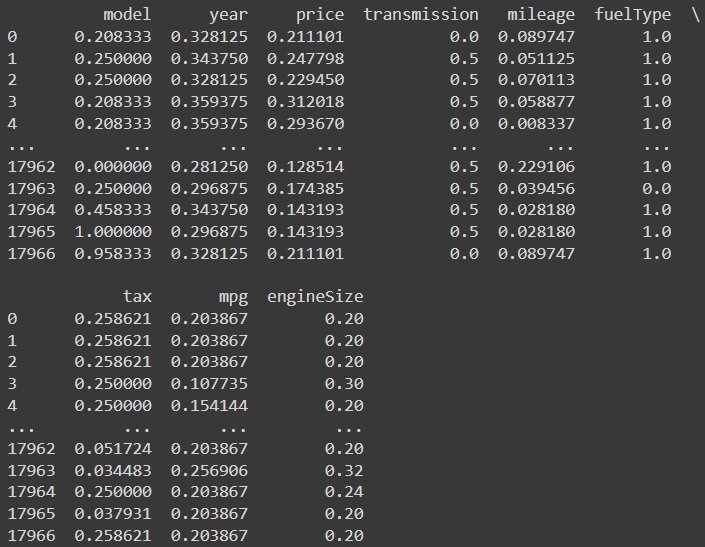 model year price transmission mileage fuelType \
0 0.208333 0.328125 0.211101 0.0 0.089747 1.0
1 0.250000 0.343750 0.247798 0.5 0.051125 1.0
2 0.250000 0.328125 0.229450 0.5 0.070113 1.0
3 0.208333 0.359375 0.312018 0.5 0.058877 1.0
4 0.208333 0.359375 0.293670 0.0 0.008337 1.0
... ... ... ... ... ... ...
17962 0.000000 0.281250 0.128514 0.5 0.229106 1.0
17963 0.250000 0.296875 0.174385 0.5 0.039456 0.0
17964 0.458333 0.343750 0.143193 0.5 0.028180 1.0
17965 1.000000 0.296875 0.143193 0.5 0.028180 1.0
17966 0.958333 0.328125 0.211101 0.0 0.089747 1.0
tax mpg engineSize
0 0.258621 0.203867 0.20
1 0.258621 0.203867 0.20
2 0.258621 0.203867 0.20
3 0.250000 0.107735 0.30
4 0.250000 0.154144 0.20
... ... ... ...
17962 0.051724 0.203867 0.20
17963 0.034483 0.256906 0.32
17964 0.250000 0.203867 0.24
17965 0.037931 0.203867 0.20
17966 0.258621 0.203867 0.20